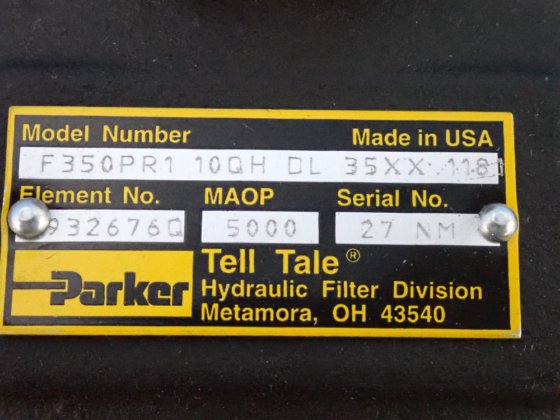 Model Number Made in USA
F350PR1 10QH DL 35XX 1181
Element No. MAOP Serial No.
932676Q 5000 27 NM
Parker
Tell Tale®
Hydraulic Filter Division
Metamora, OH 43540